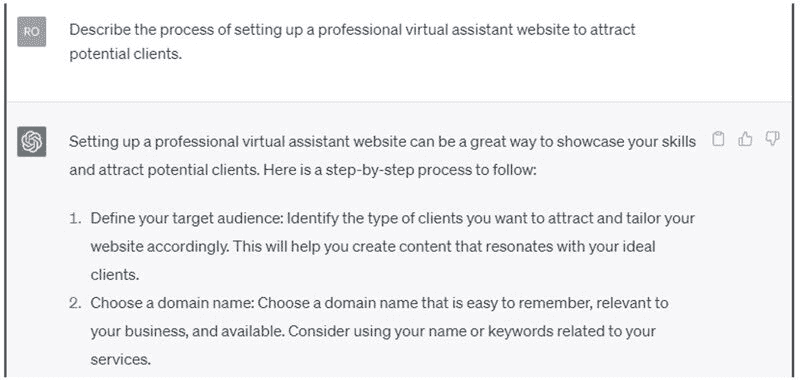 RO
Describe the process of setting up a professional virtual assistant website to attract
potential clients.
Setting up a professional virtual assistant website can be a great way to showcase your skills
and attract potential clients. Here is a step-by-step process to follow:
1. Define your target audience: Identify the type of clients you want to attract and tailor your
website accordingly. This will help you create content that resonates with your ideal
clients.
2. Choose a domain name: Choose a domain name that is easy to remember, relevant to
your business, and available. Consider using your name or keywords related to your
services.